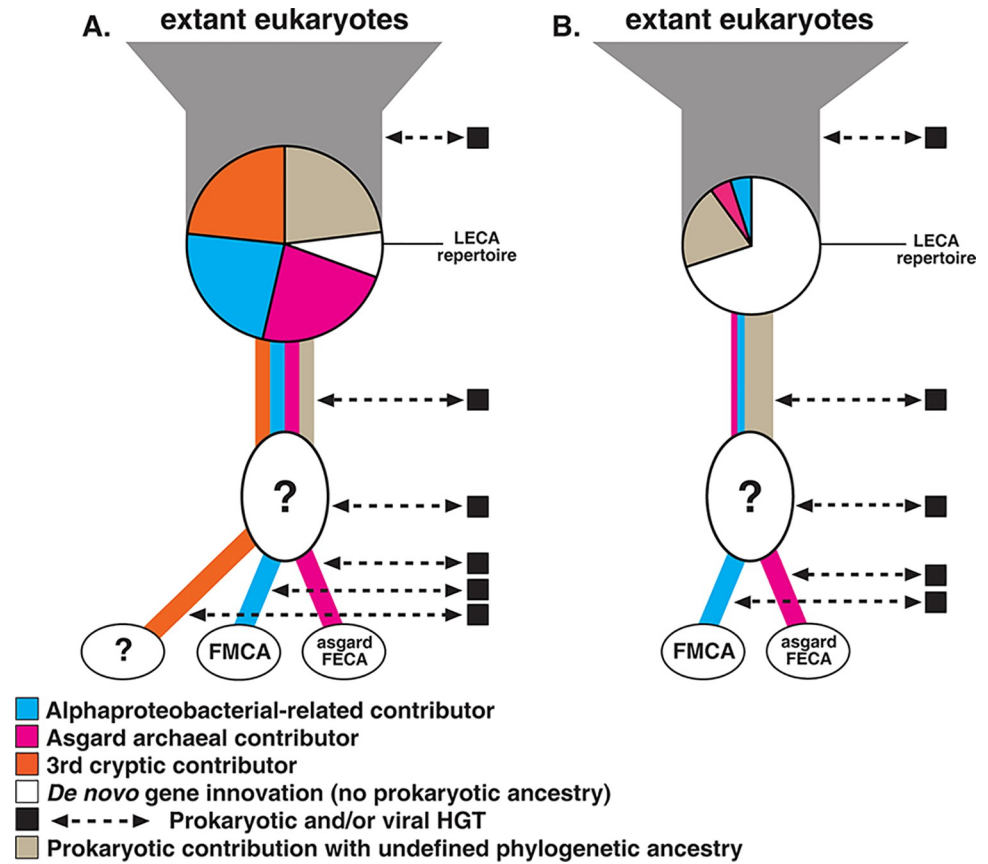 A.
extant eukaryotes
LECA
repertoire
?
?
FMCA
asgard
FECA
B.
extant eukaryotes
LECA
repertoire
?
FMCA
asgard
FECA
Alphaproteobacterial-related contributor
Asgard archaeal contributor
3rd cryptic contributor
De novo gene innovation (no prokaryotic ancestry)
Prokaryotic and/or viral HGT
Prokaryotic contribution with undefined phylogenetic ancestry